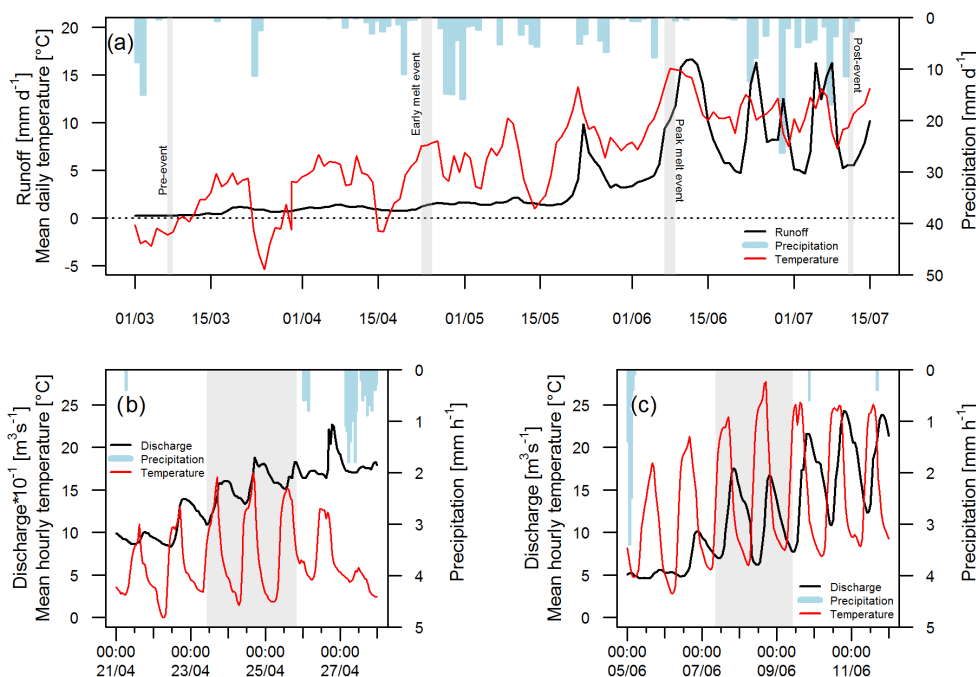 (a)
Runoff [mm d⁻¹]
Mean daily temperature [°C]
20
15
10
5
0
-5
Pre-event
Early melt event
Peak melt event
Post-event
Runoff
Precipitation
Temperature
0
10
20
30
40
50
Precipitation [mm d⁻¹]
01/03
15/03
01/04
15/04
01/05
15/05
01/06
15/06
01/07
15/07
(b)
Discharge*10⁻¹ [m³s⁻¹]
Mean hourly temperature [°C]
25
20
15
10
5
0
Discharge
Precipitation
Temperature
0
1
2
3
4
5
Precipitation [mm h⁻¹]
00:00 00:00 00:00 00:00
21/04 23/04 25/04 27/04
(c)
Discharge [m³s⁻¹]
Mean hourly temperature [°C]
25
20
15
10
5
0
Discharge
Precipitation
Temperature
0
1
2
3
4
5
Precipitation [mm h⁻¹]
00:00 00:00 00:00 00:00
05/06 07/06 09/06 11/06